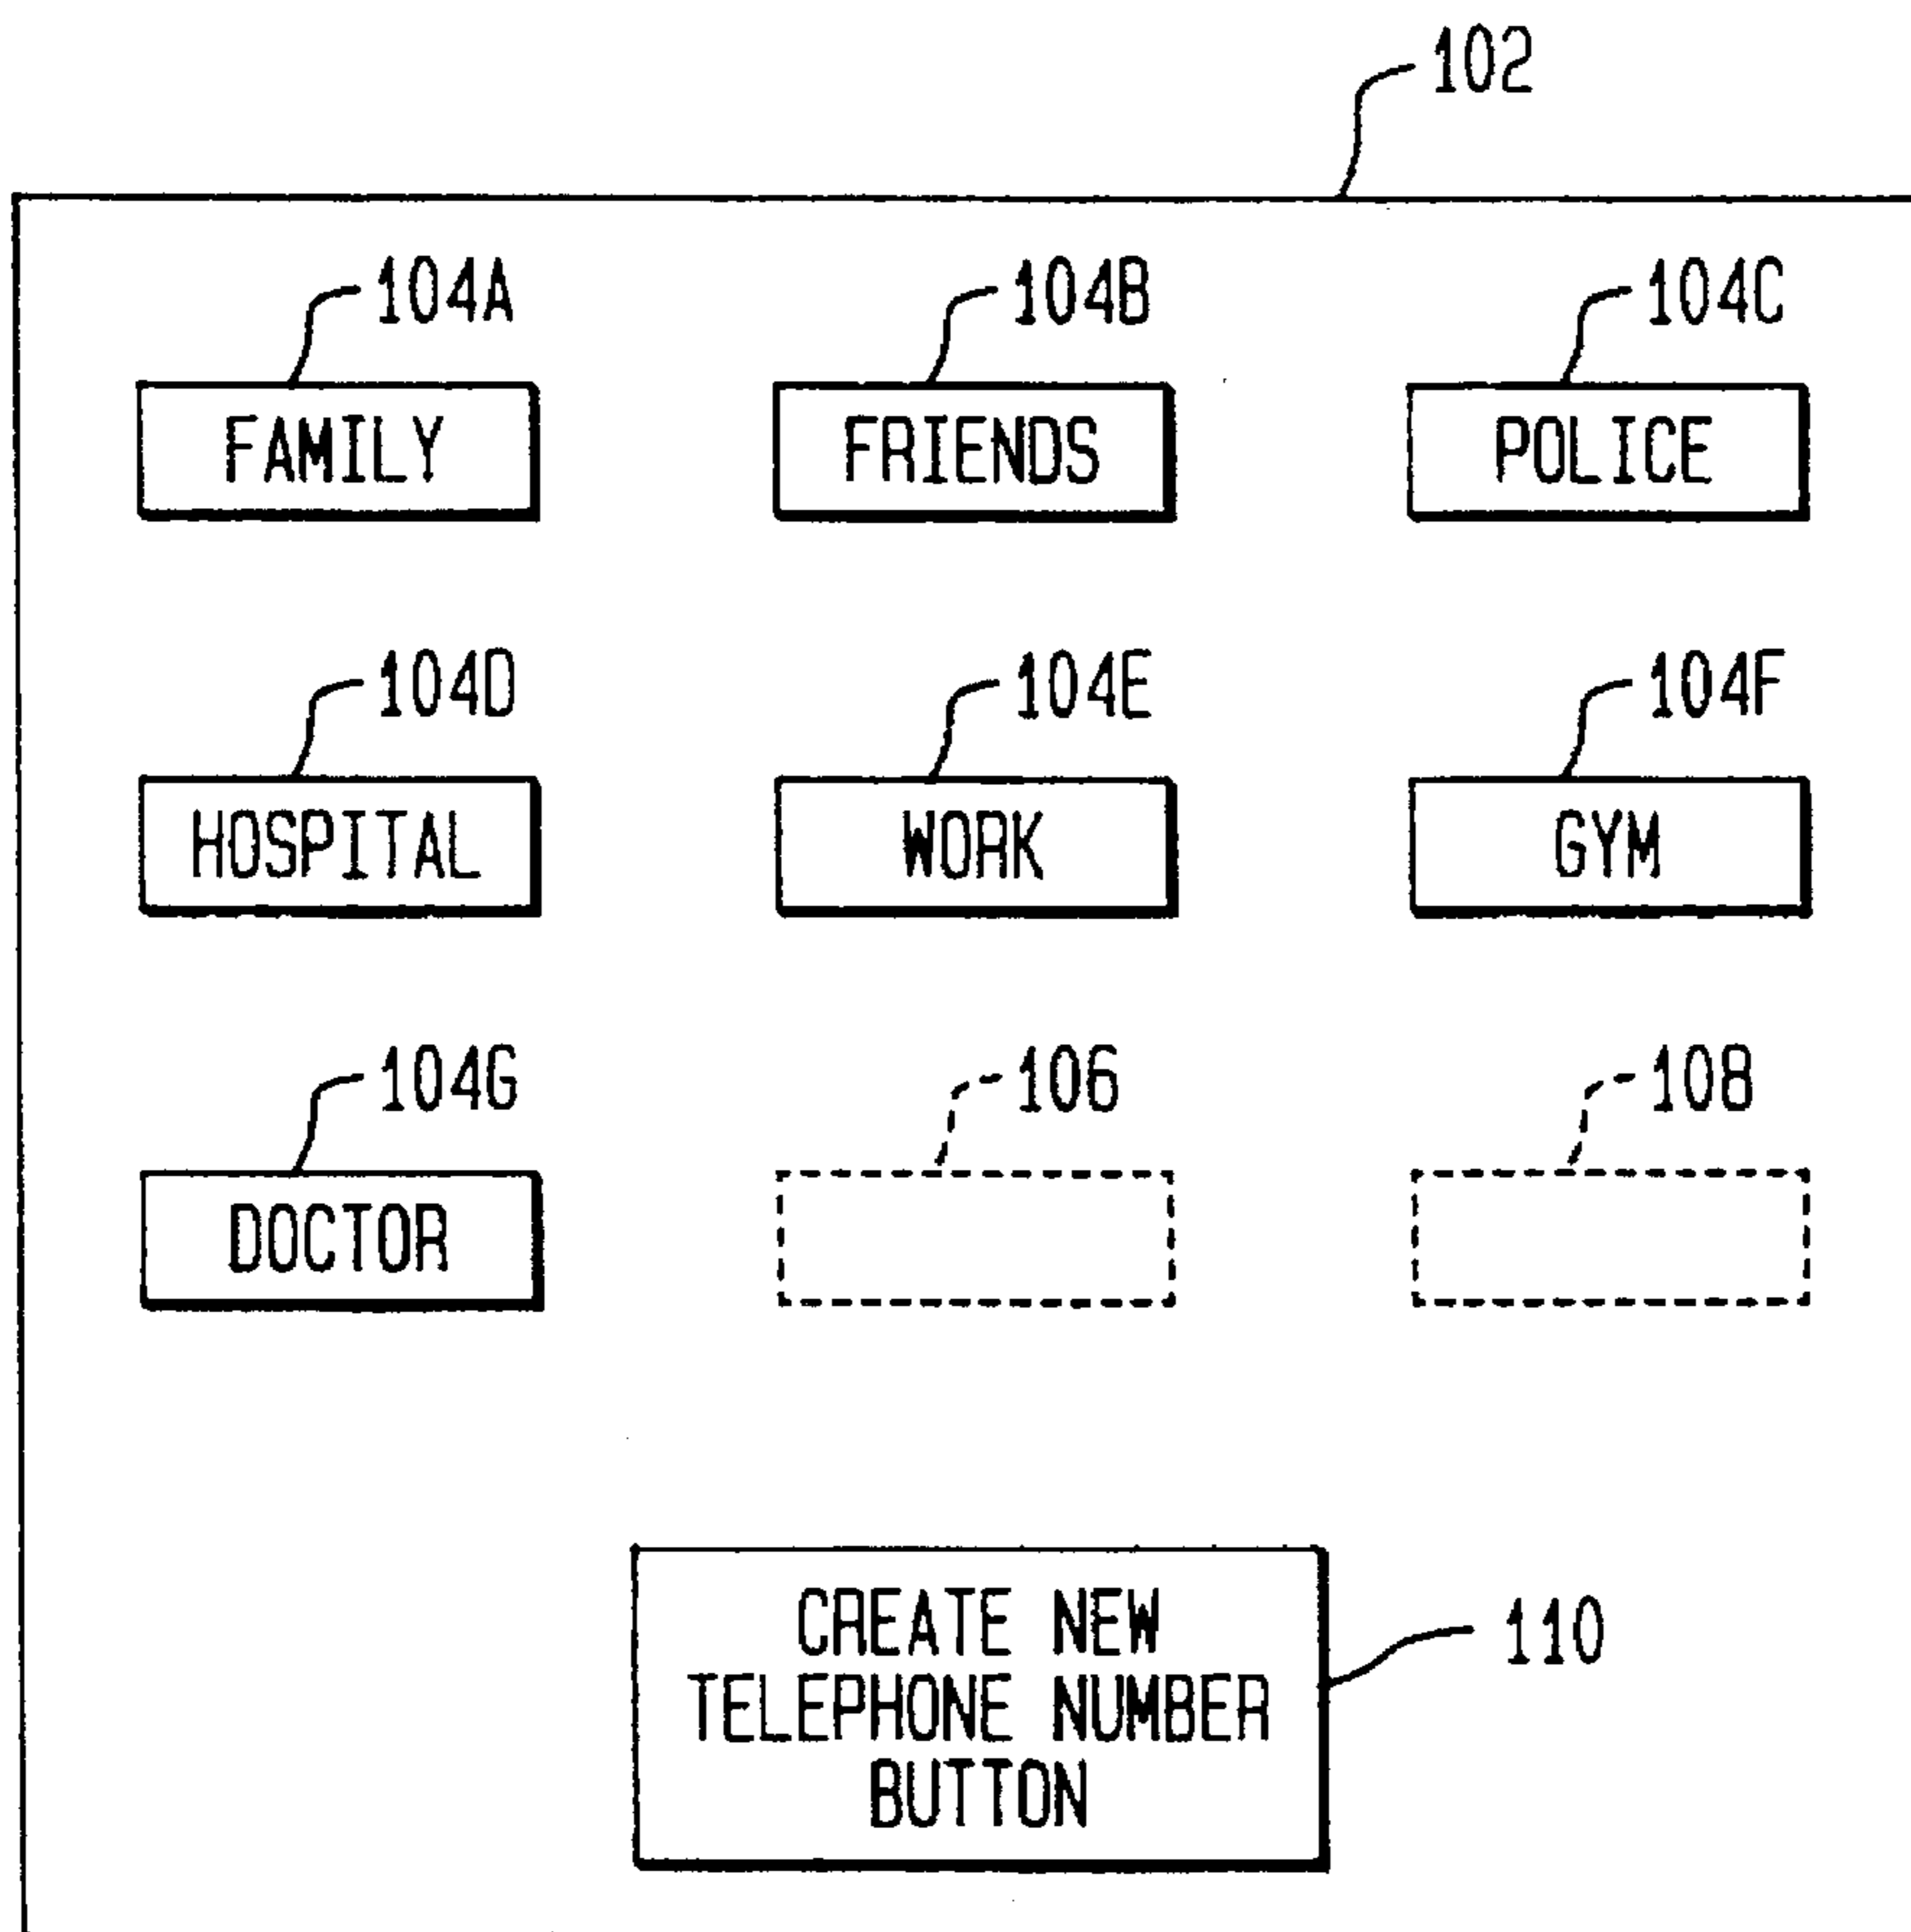 102
104A 104B 104C
FAMILY FRIENDS POLICE
104D 104E 104F
HOSPITAL WORK GYM
104G 106 108
DOCTOR
CREATE NEW
TELEPHONE NUMBER
BUTTON
110